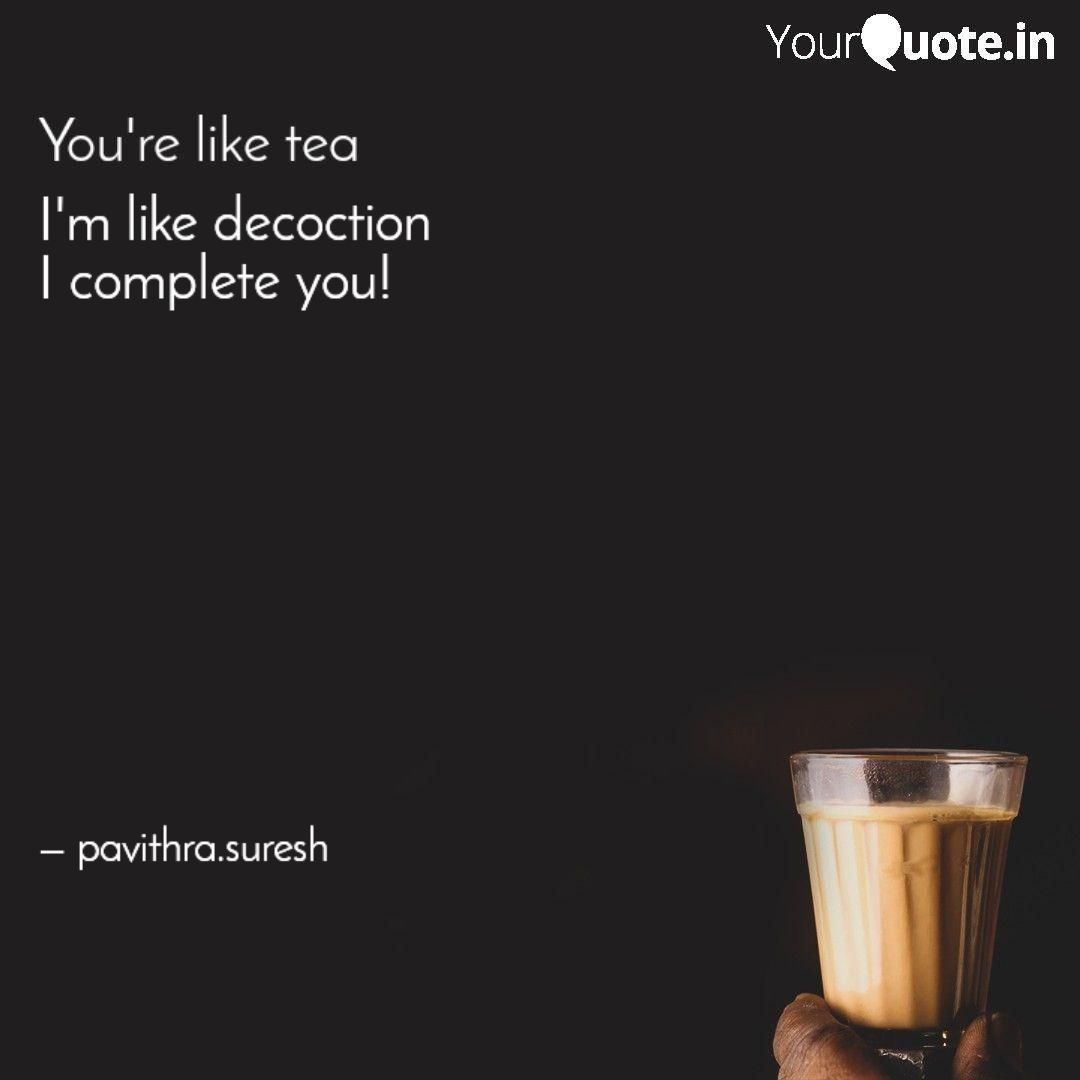 YourQuote.in
You're like tea
I'm like decoction
I complete you!
– pavithra.suresh